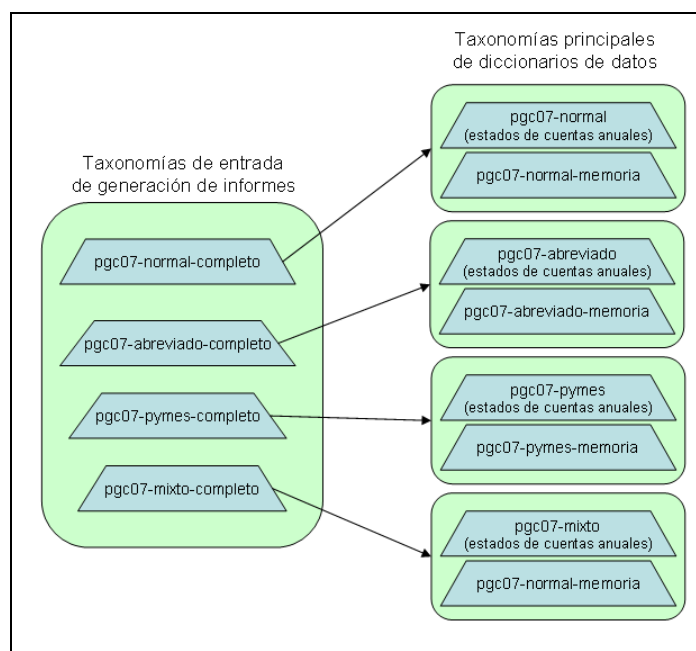 Taxonomías principales
de diccionarios de datos
pgc07-normal
(estados de cuentas anuales)
pgc07-normal-memoria
Taxonomías de entrada
de generación de informes
pgc07-normal-completo
pgc07-abreviado-completo
pgc07-pymes-completo
pgc07-mixto-completo
pgc07-abreviado
(estados de cuentas anuales)
pgc07-abreviado-memoria
pgc07-pymes
(estados de cuentas anuales)
pgc07-pymes-memoria
pgc07-mixto
(estados de cuentas anuales)
pgc07-normal-memoria